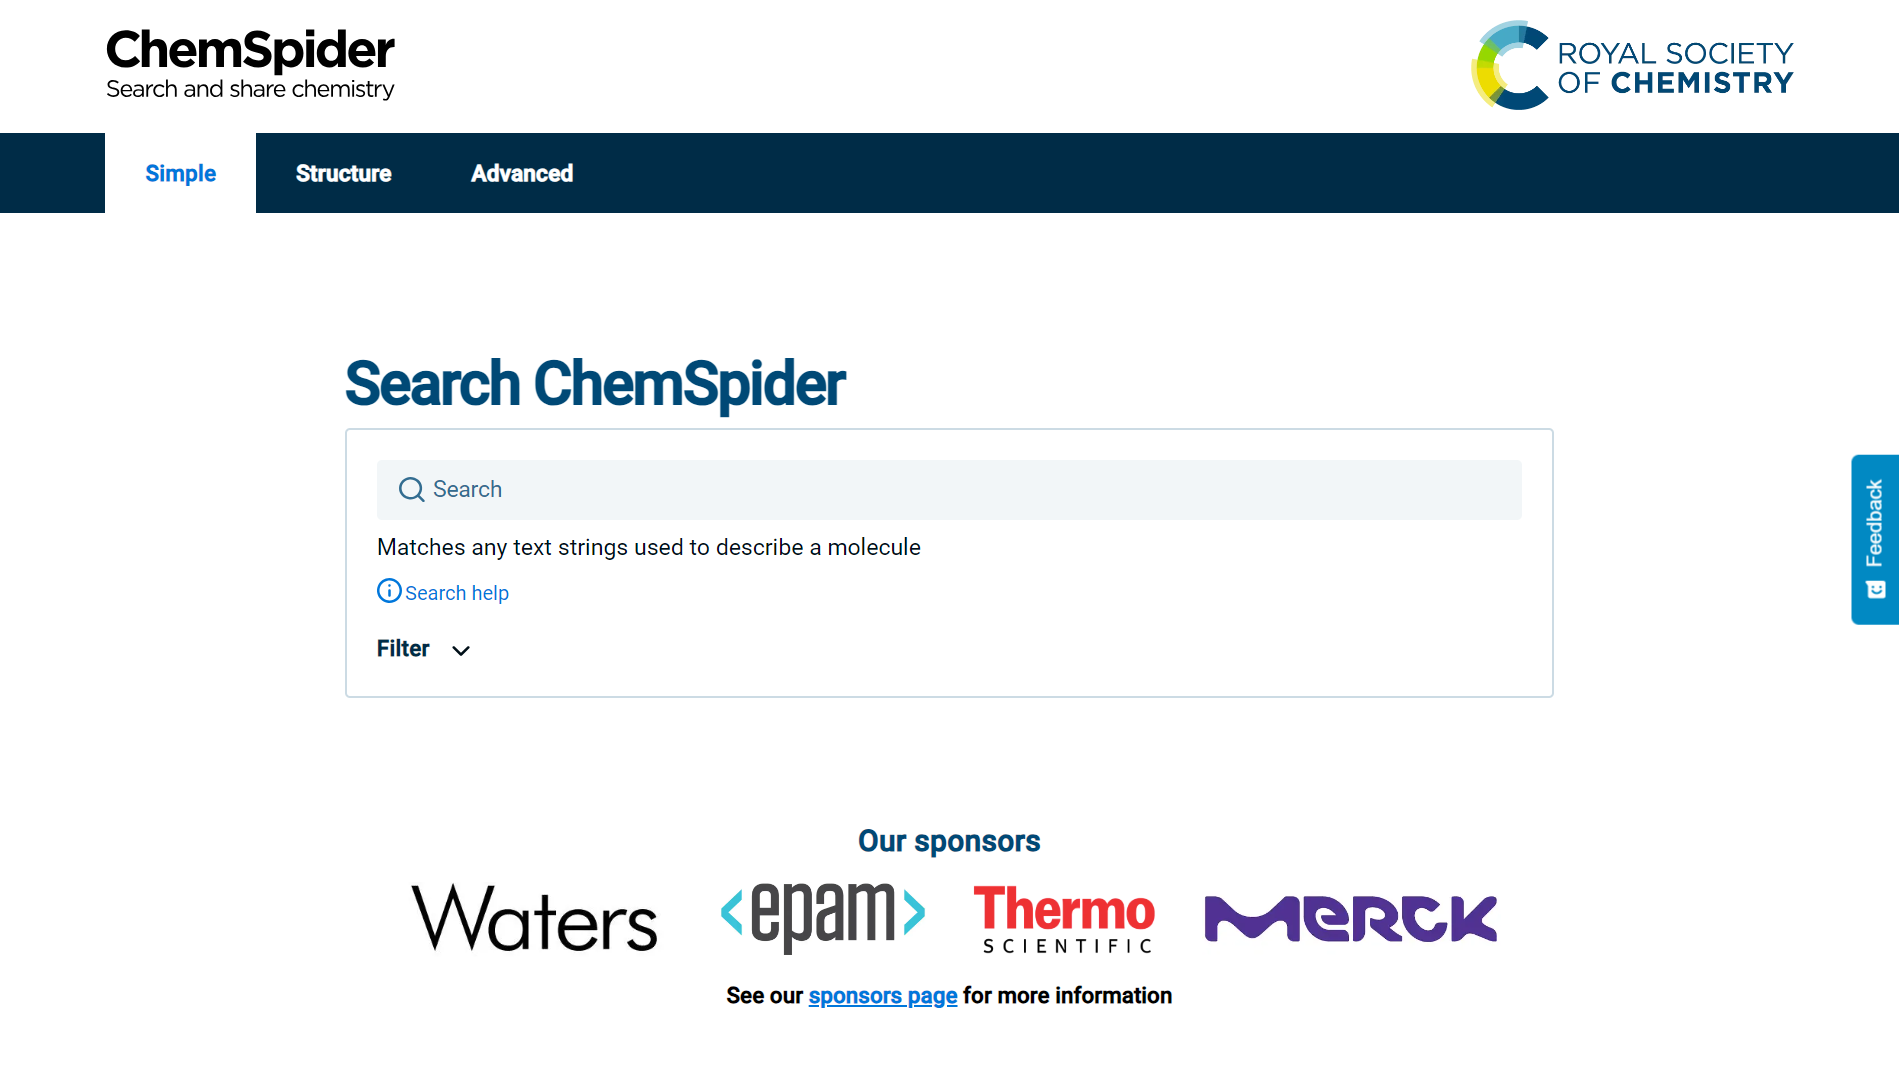 ChemSpider
Search and share chemistry
ROYAL SOCIETY
OF CHEMISTRY
Simple
Structure
Advanced
Search ChemSpider
Search
Matches any text strings used to describe a molecule
Search help
Filter
Feedback
Our sponsors
Waters
<epam>
Thermo
SCIENTIFIC
MERCK
See our sponsors page for more information